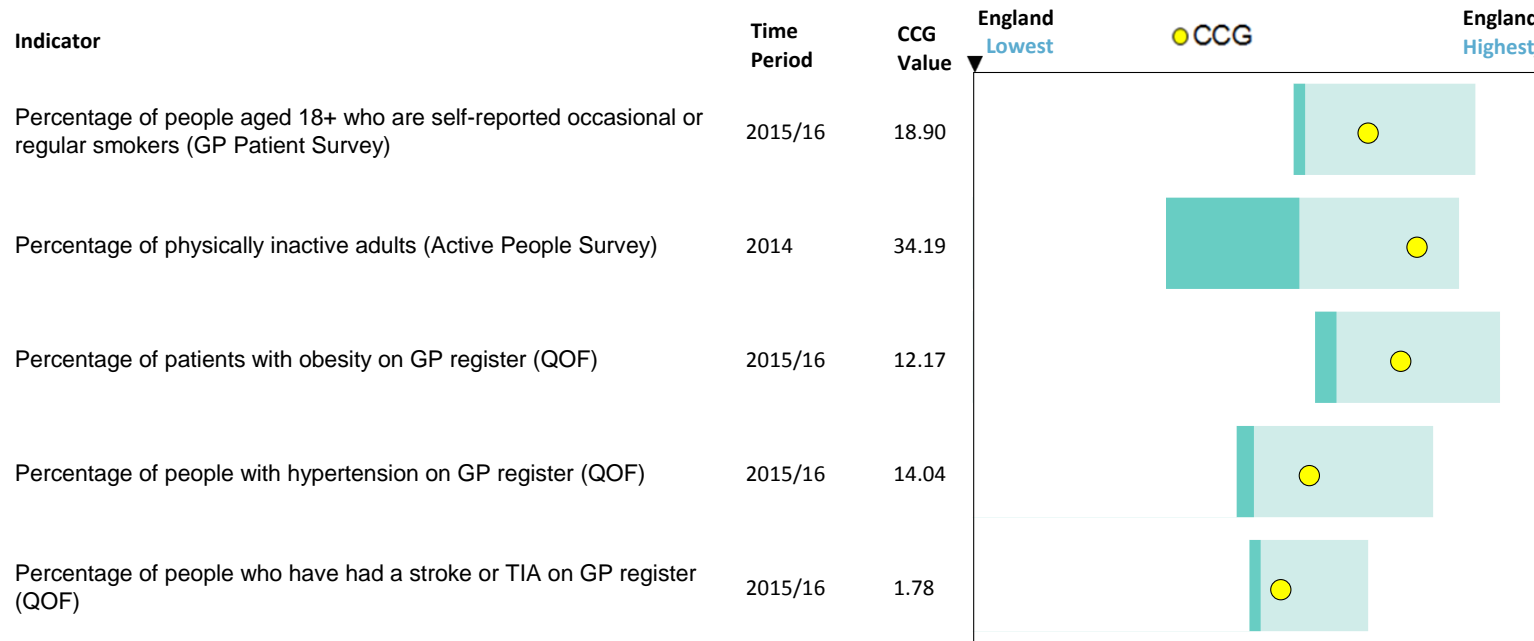 Indicator
Time Period
CCG Value
England Lowest
CCG
England Highest
Percentage of people aged 18+ who are self-reported occasional or
regular smokers (GP Patient Survey)
2015/16
18.90
Percentage of physically inactive adults (Active People Survey)
2014
34.19
Percentage of patients with obesity on GP register (QOF)
2015/16
12.17
Percentage of people with hypertension on GP register (QOF)
2015/16
14.04
Percentage of people who have had a stroke or TIA on GP register
(QOF)
2015/16
1.78